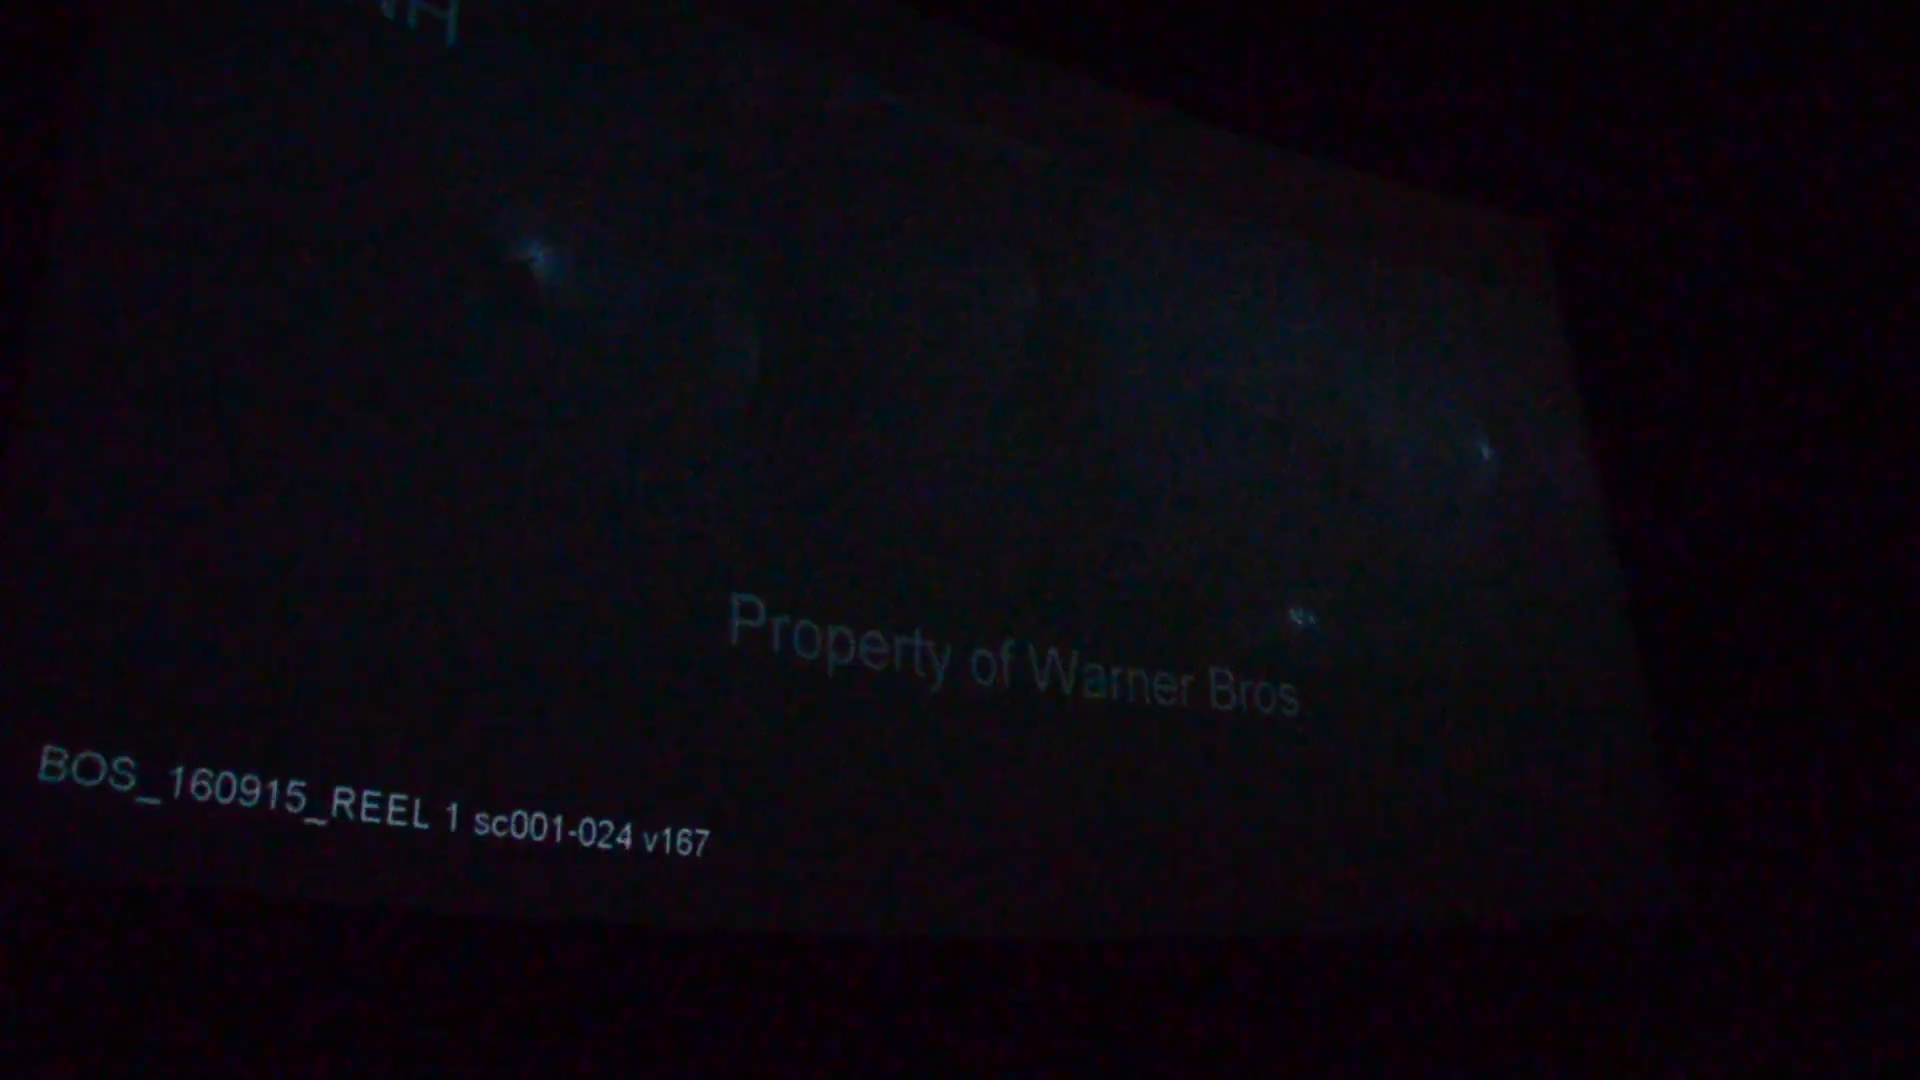 Property of Warner Bros.
BOS_160915_REEL 1 sc001-024 v167